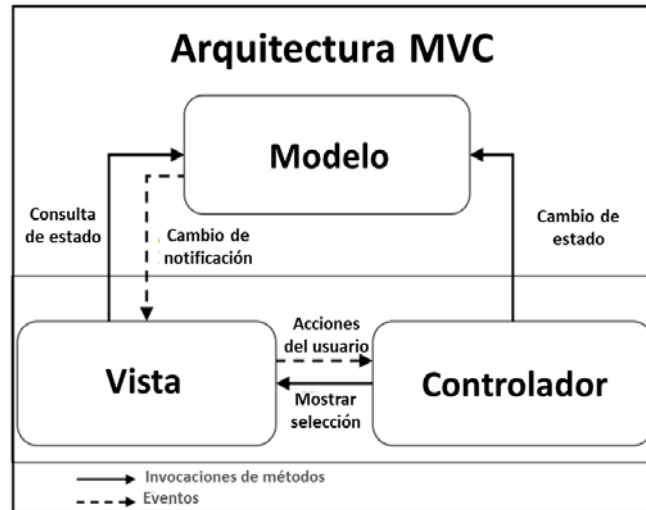 Arquitectura MVC
Modelo
Consulta
de estado
Cambio de
notificación
Cambio de
estado
Vista
Acciones
del usuario
Mostrar
selección
Controlador
Invocaciones de métodos
Eventos